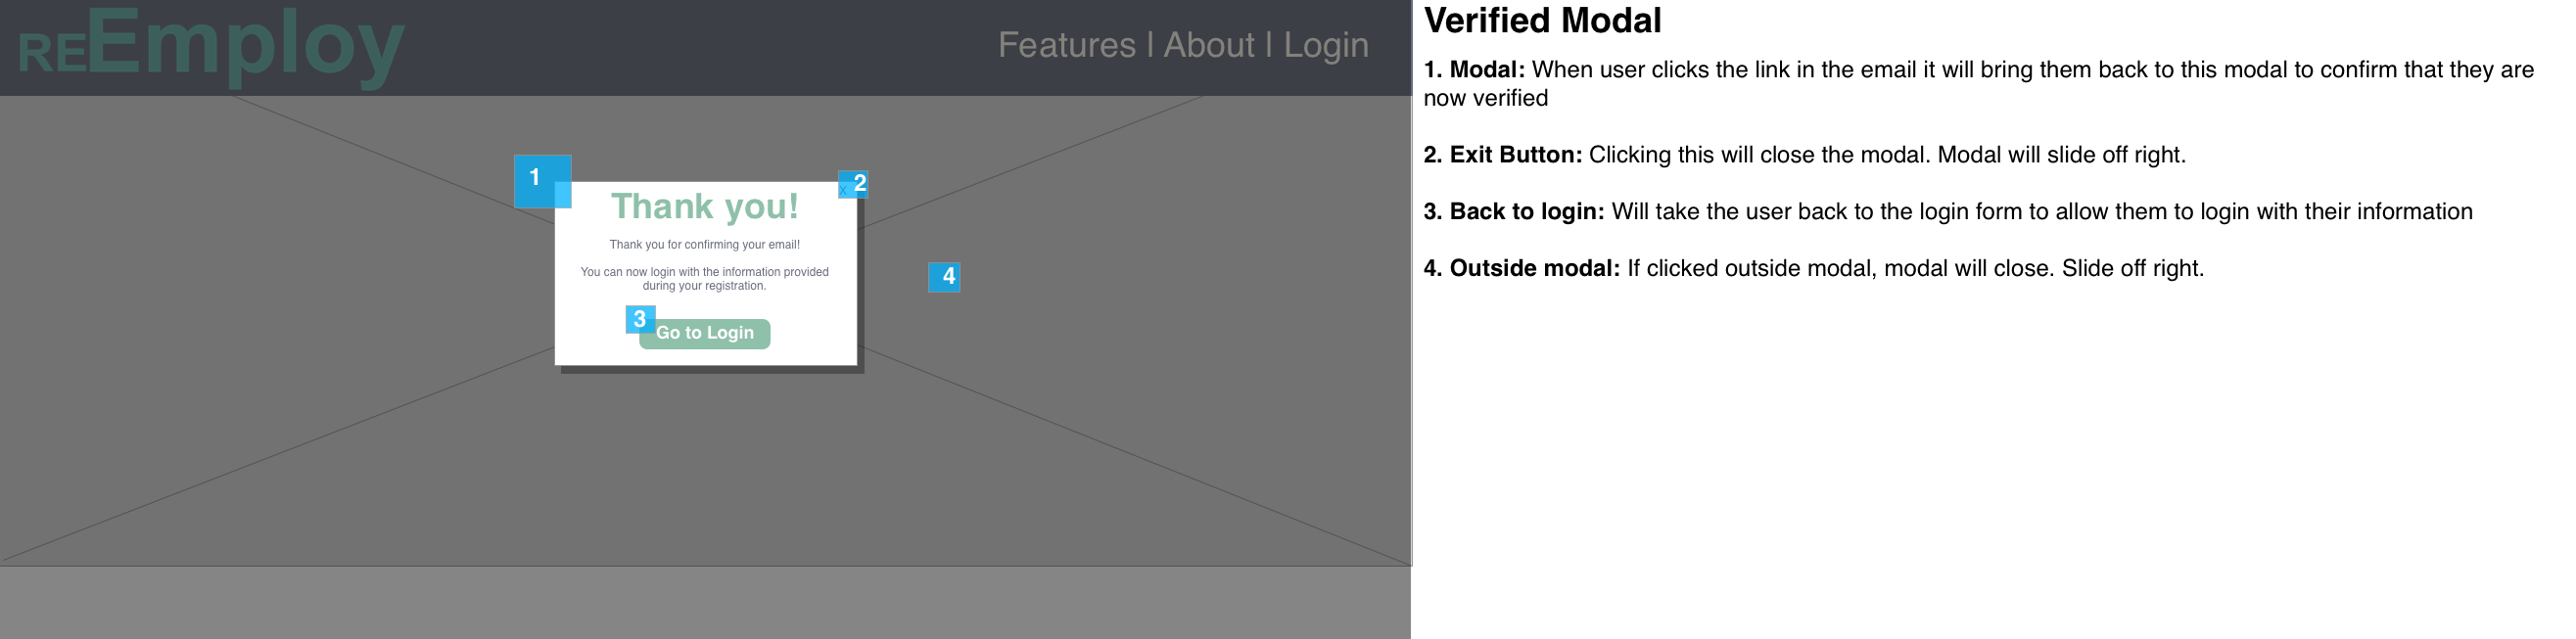 REEmploy
Features | About | Login
1
2
x
Thank you!
Thank you for confirming your email!
You can now login with the information provided
during your registration.
3
Go to Login
4
Verified Modal
1. Modal: When user clicks the link in the email it will bring them back to this modal to confirm that they are
now verified
2. Exit Button: Clicking this will close the modal. Modal will slide off right.
3. Back to login: Will take the user back to the login form to allow them to login with their information
4. Outside modal: If clicked outside modal, modal will close. Slide off right.